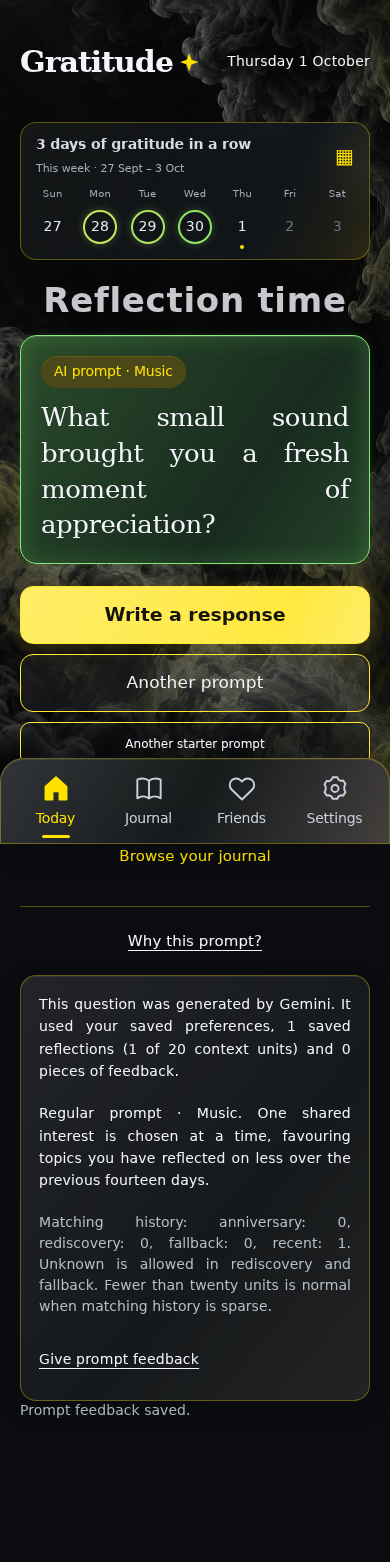 Gratitude
Thursday 1 October
3 days of gratitude in a row
This week · 27 Sept – 3 Oct
Sun Mon Tue Wed Thu Fri Sat
27 28 29 30 1 2 3
Reflection time
AI prompt · Music
What small sound
brought you a fresh
moment of
appreciation?
Write a response
Another prompt
Another starter prompt
Today Journal Friends Settings
Browse your journal
Why this prompt?
This question was generated by Gemini. It
used your saved preferences, 1 saved
reflections (1 of 20 context units) and 0
pieces of feedback.
Regular prompt · Music. One shared
interest is chosen at a time, favouring
topics you have reflected on less over the
previous fourteen days.
Matching history: anniversary: 0,
rediscovery: 0, fallback: 0, recent: 1.
Unknown is allowed in rediscovery and
fallback. Fewer than twenty units is normal
when matching history is sparse.
Give prompt feedback
Prompt feedback saved.